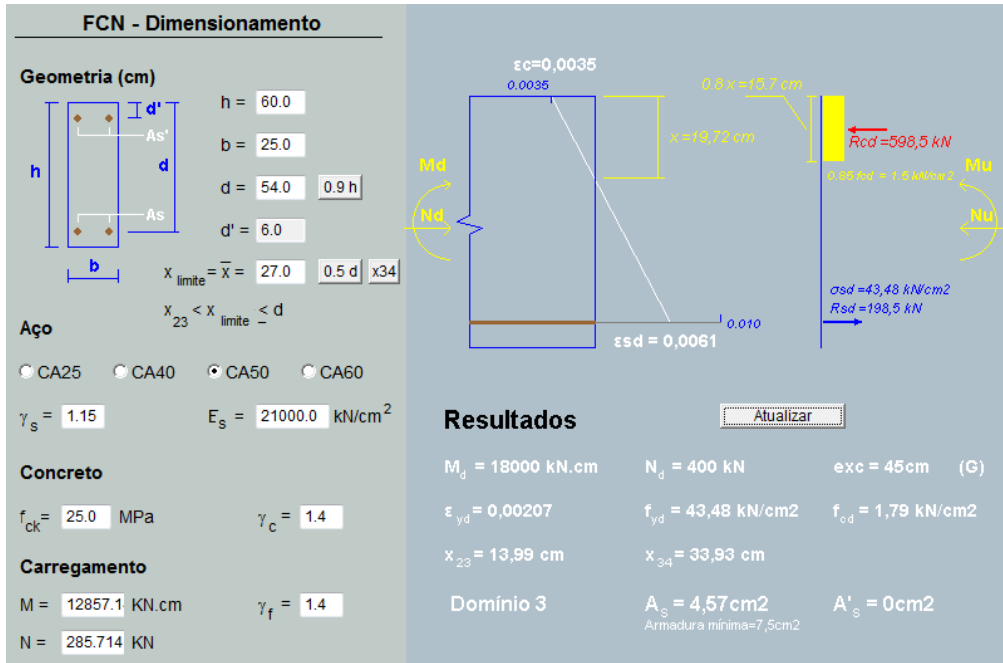 FCN - Dimensionamento
Geometria (cm)
d'
As'
h
d
As
b
h = 60.0
b = 25.0
d = 54.0 0.9 h
d' = 6.0
x limite = x = 27.0 0.5 d x34
x 23 < x limite ≤ d
Aço
CA25 CA40 CA50 CA60
γs = 1.15 Es = 21000.0 kN/cm2
Concreto
fck= 25.0 MPa γc = 1.4
Carregamento
M = 12857.1 KN.cm γf = 1.4
N = 285.714 KN
εc=0,0035
0.0035
0.8 x =15.7 cm
x =19,72 cm
Rcd =598,5 kN
0.85 fcd = 1.5 kN/cm2
Md
Nd
Mu
Nu
σsd =43,48 kN/cm2
Rsd =198,5 kN
0.010
εsd = 0,0061
Resultados Atualizar
Md = 18000 kN.cm Nd = 400 kN exc = 45cm (G)
εyd = 0,00207 fyd = 43,48 kN/cm2 fcd = 1,79 kN/cm2
x23 = 13,99 cm x34 = 33,93 cm
Domínio 3 As = 4,57cm2 A's = 0cm2
Armadura mínima=7,5cm2